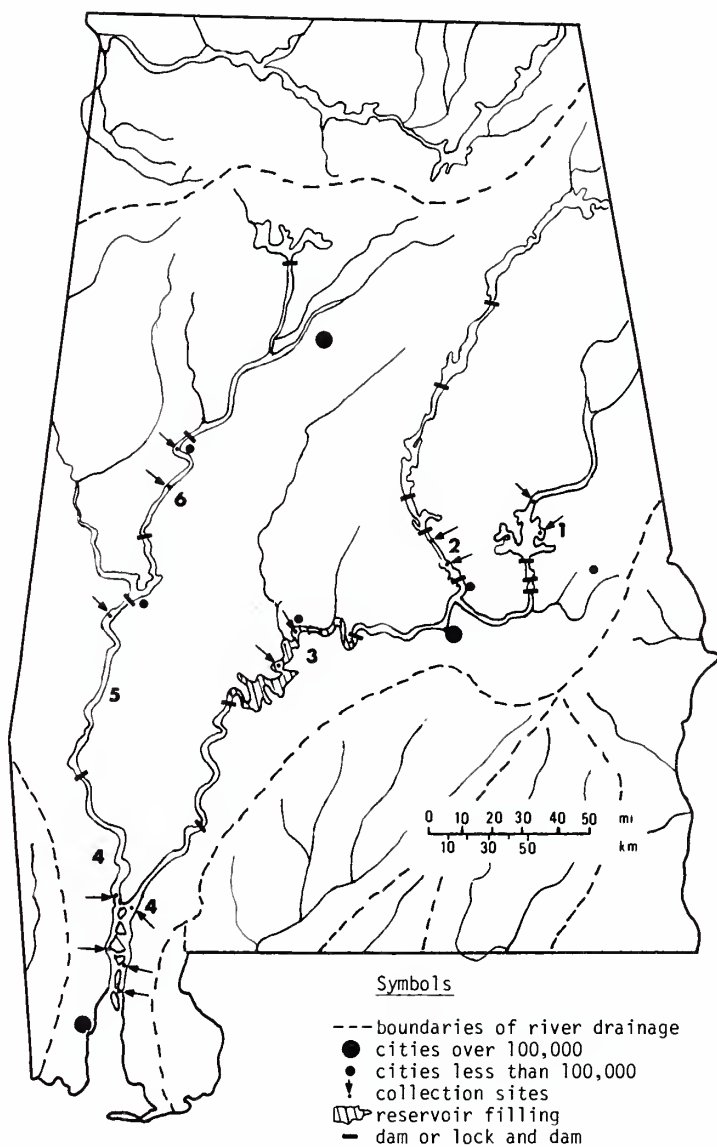 6
1
2
3
5
0 10 20 30 40 50 mi
10 30 50 km
4
4
Symbols
boundaries of river drainage
cities over 100,000
cities less than 100,000
collection sites
reservoir filling
dam or lock and dam